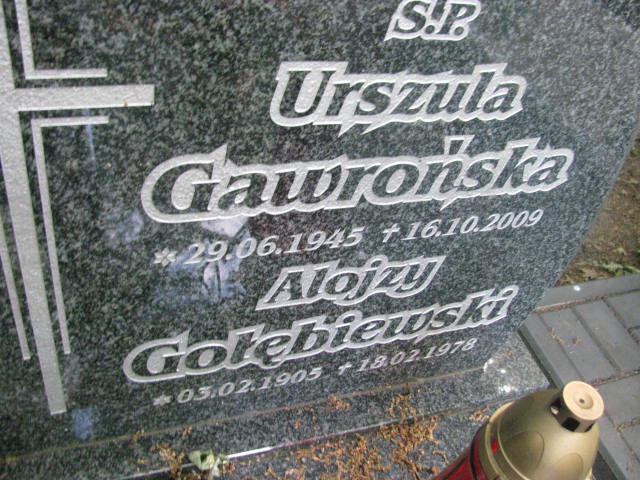 Ś.P.
Urszula
Gawrońska
* 29.06.1945 † 16.10.2009
Alojzy
Gołębiewski
* 03.02.1905 † 18.02.1978